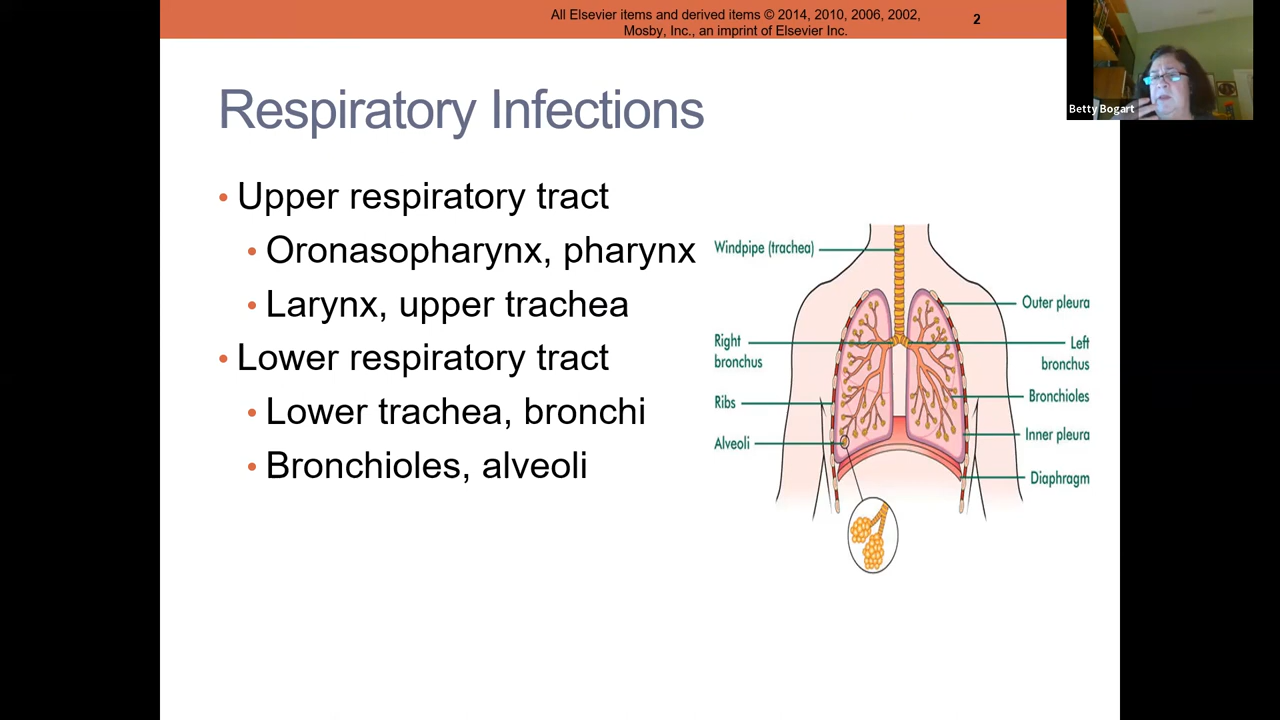 All Elsevier items and derived items © 2014, 2010, 2006, 2002,
Mosby, Inc., an imprint of Elsevier Inc.
2
Betty Bogart
Respiratory Infections
• Upper respiratory tract
• Oronasopharynx, pharynx
• Larynx, upper trachea
• Lower respiratory tract
• Lower trachea, bronchi
• Bronchioles, alveoli
Windpipe (trachea)
Outer pleura
Right
bronchus
Left
bronchus
Ribs
Bronchioles
Alveoli
Inner pleura
Diaphragm